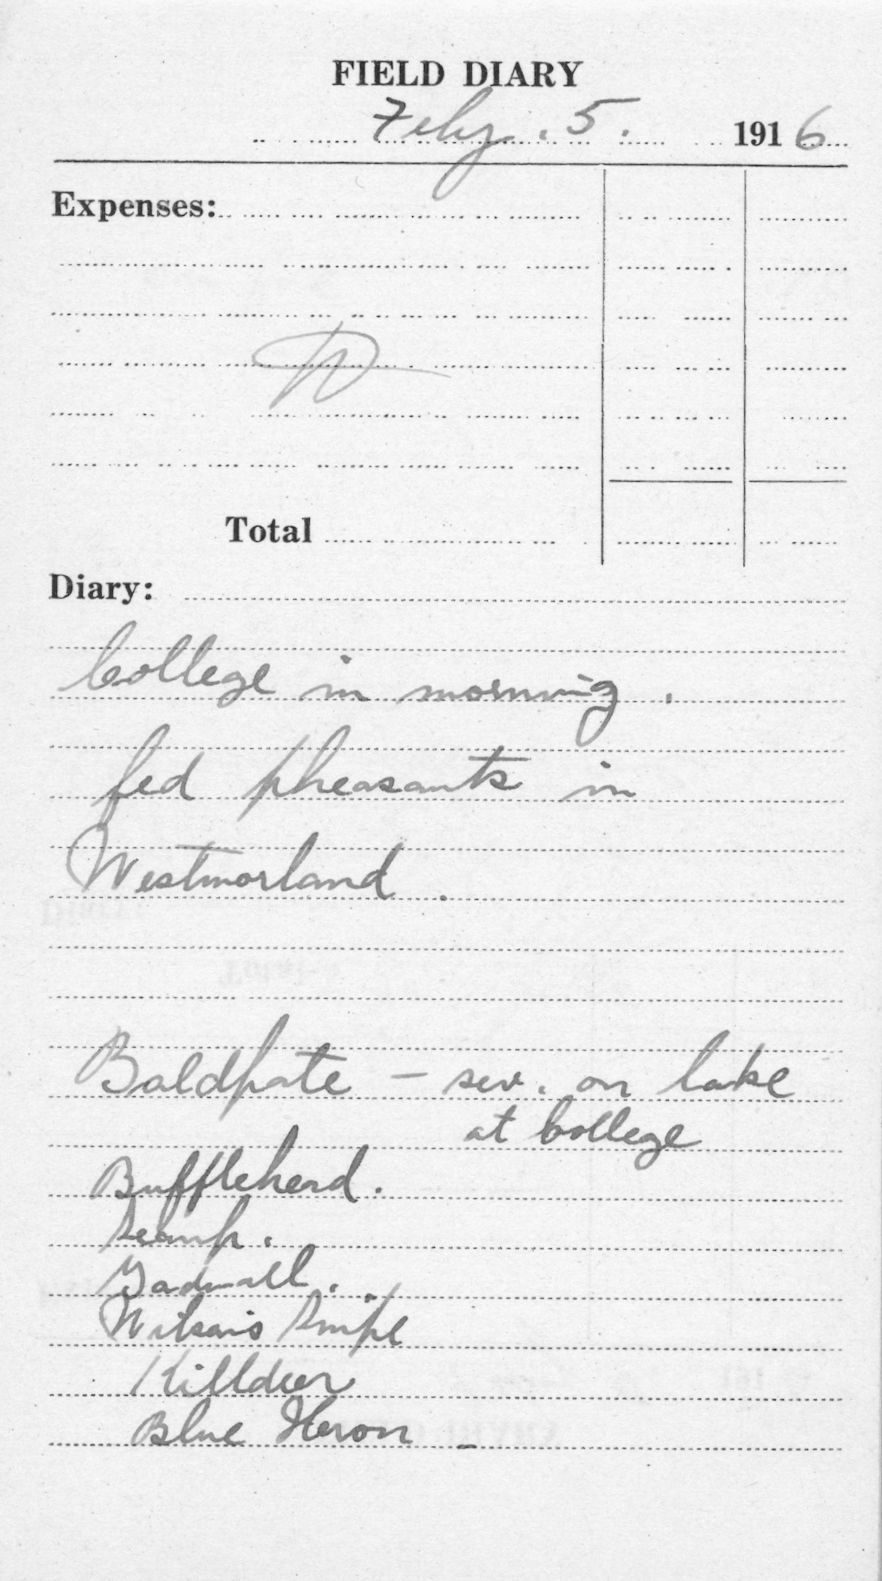 FIELD DIARY
Feby. 5. 1916
Expenses:
Total
Diary:
College in morning.
fed pheasants in
Westmorland.
Baldpate – sev. on lake
at College
Bufflehead.
Scaup.
Gadwall.
Wilson's Snipe
Killdeer
Blue Heron